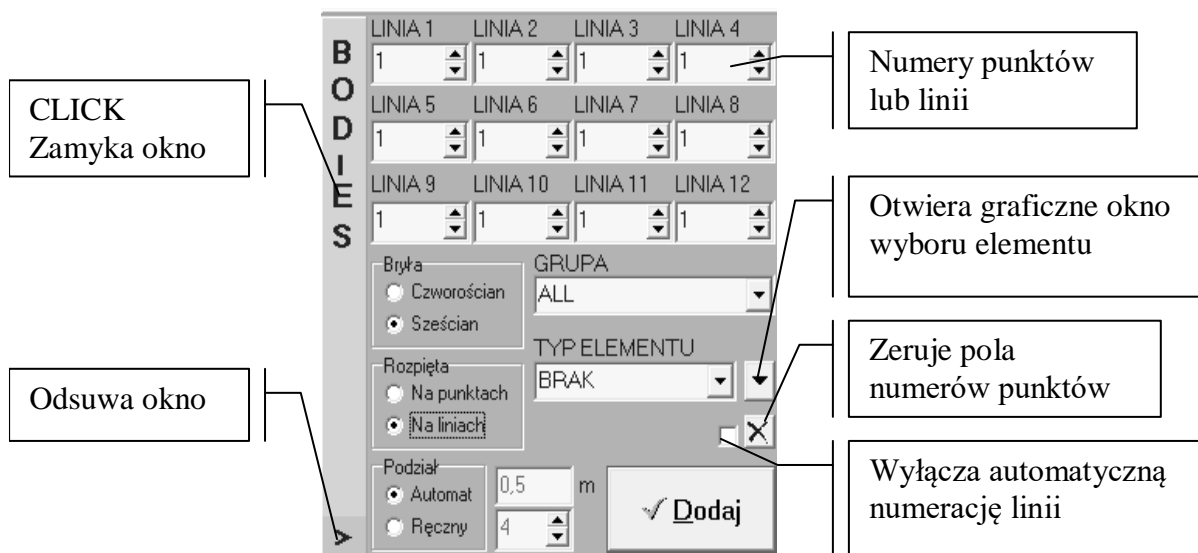 BODIES
LINIA 1 LINIA 2 LINIA 3 LINIA 4
1 1 1 1
LINIA 5 LINIA 6 LINIA 7 LINIA 8
1 1 1 1
LINIA 9 LINIA 10 LINIA 11 LINIA 12
1 1 1 1
Bryła
Czworościan
Sześcian
GRUPA
ALL
TYP ELEMENTU
BRAK
Rozpięta
Na punktach
Na liniach
Podział
Automat
0,5 m
Ręczny
4
Dodaj
CLICK
Zamyka okno
Odsuwa okno
Numery punktów
lub linii
Otwiera graficzne okno
wyboru elementu
Zeruje pola
numerów punktów
Wyłącza automatyczną
numerację linii